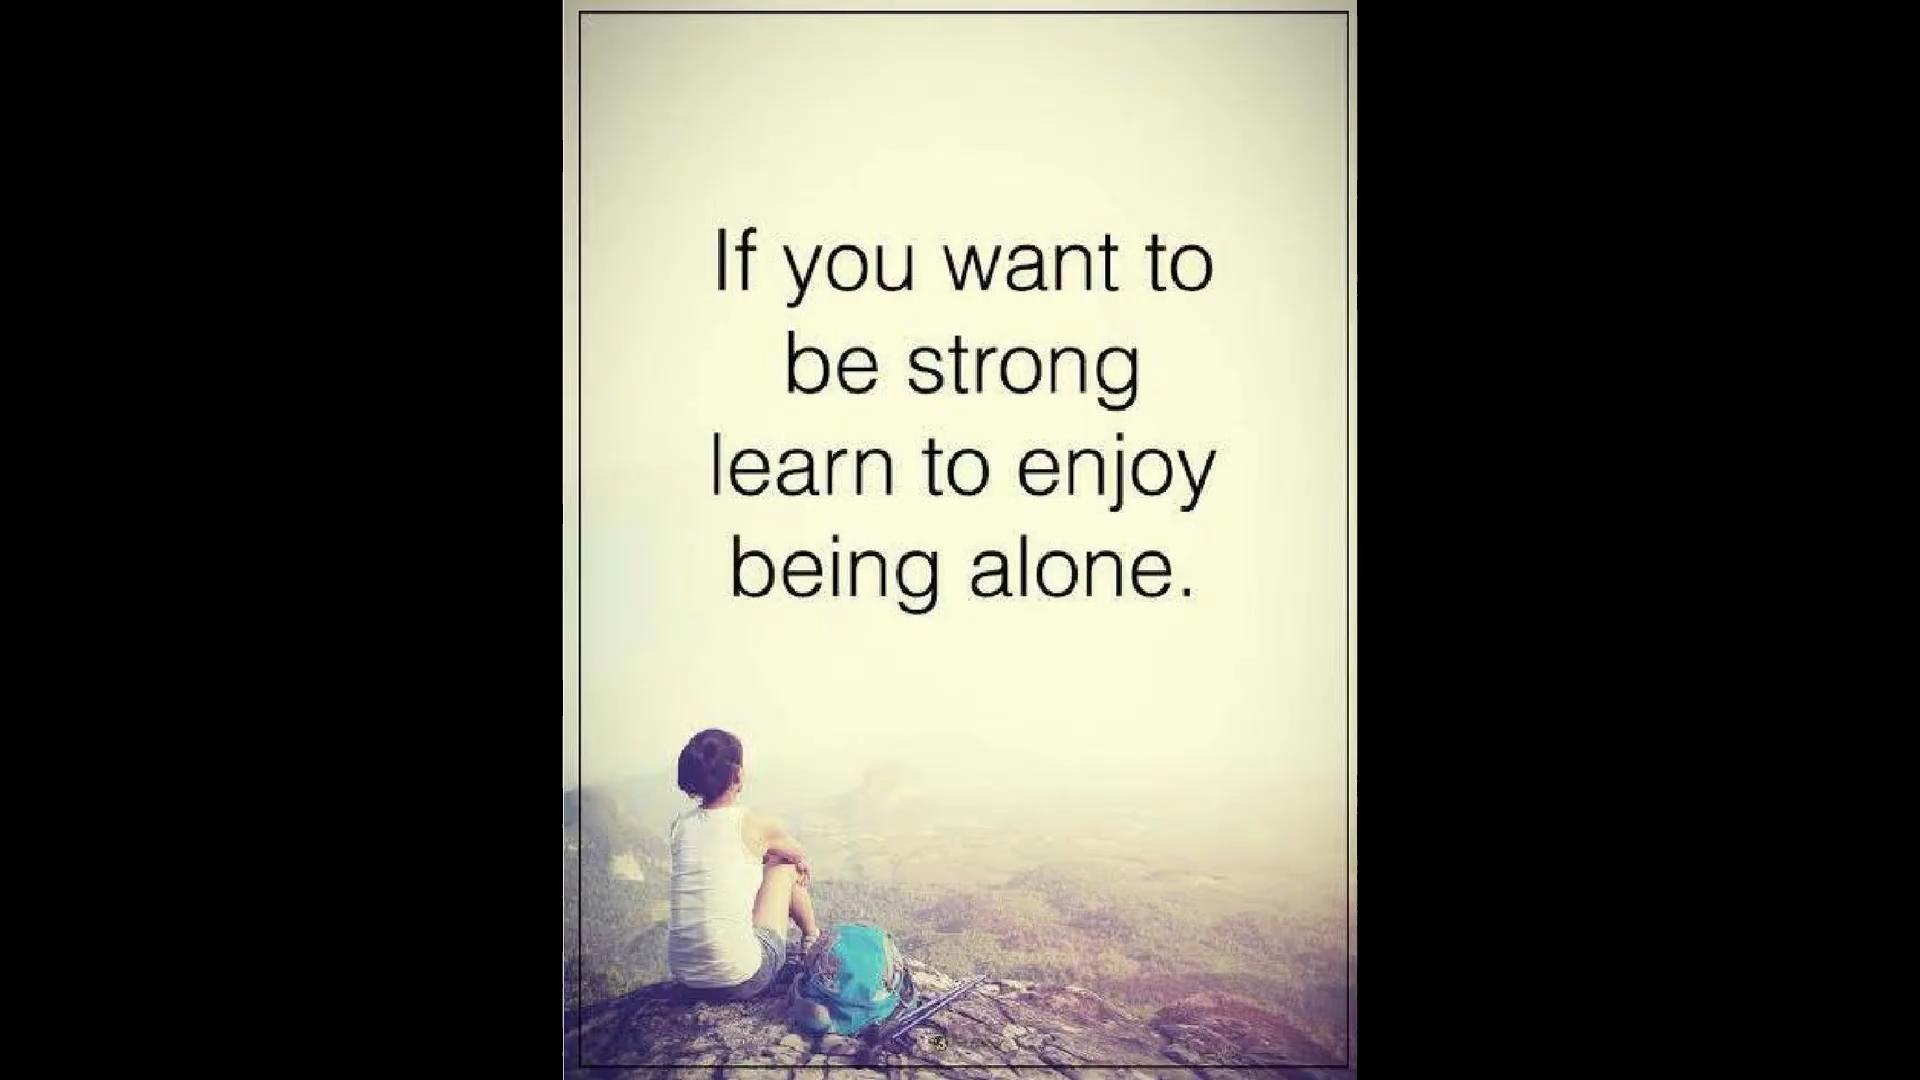 If you want to
be strong
learn to enjoy
being alone.